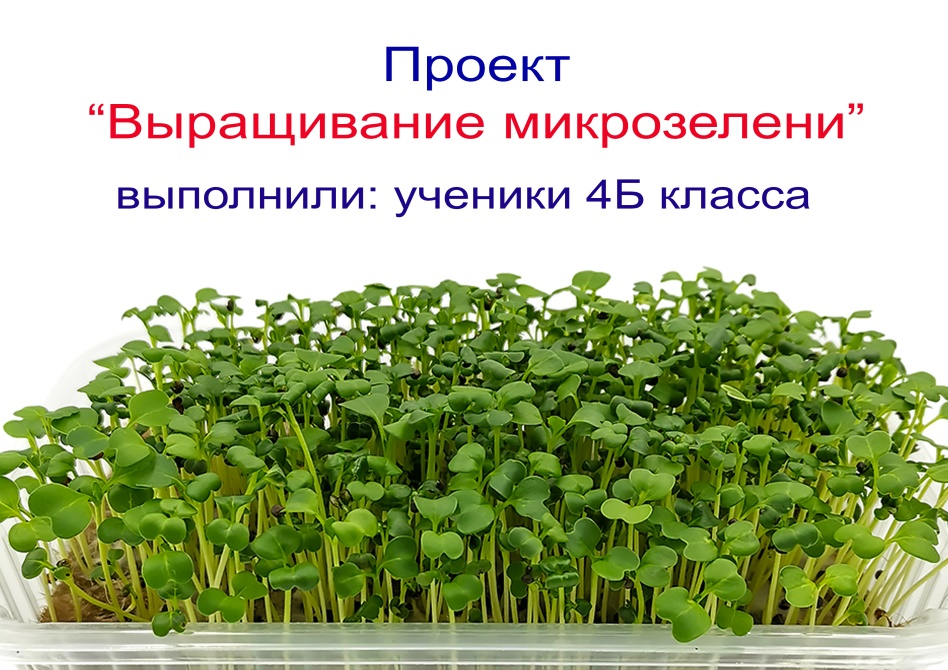 Проект
“Выращивание микрозелени”
выполнили: ученики 4Б класса